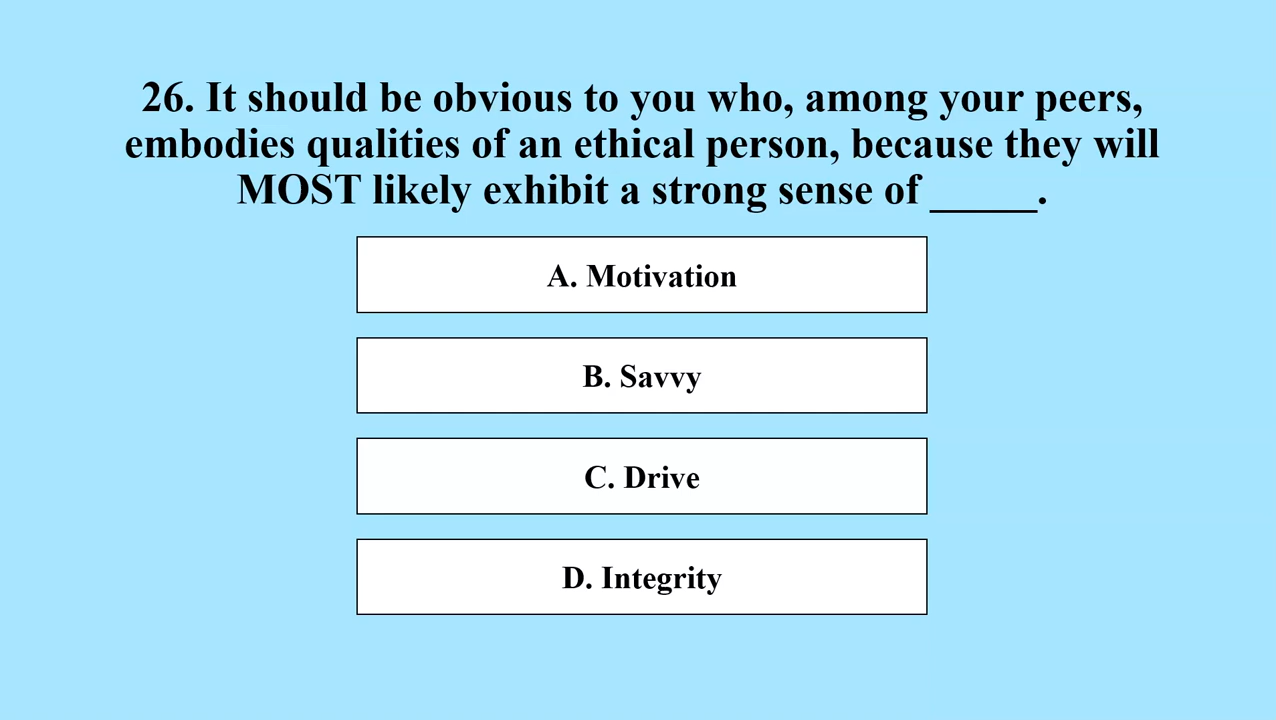 26. It should be obvious to you who, among your peers,
embodies qualities of an ethical person, because they will
MOST likely exhibit a strong sense of _____.
A. Motivation
B. Savvy
C. Drive
D. Integrity